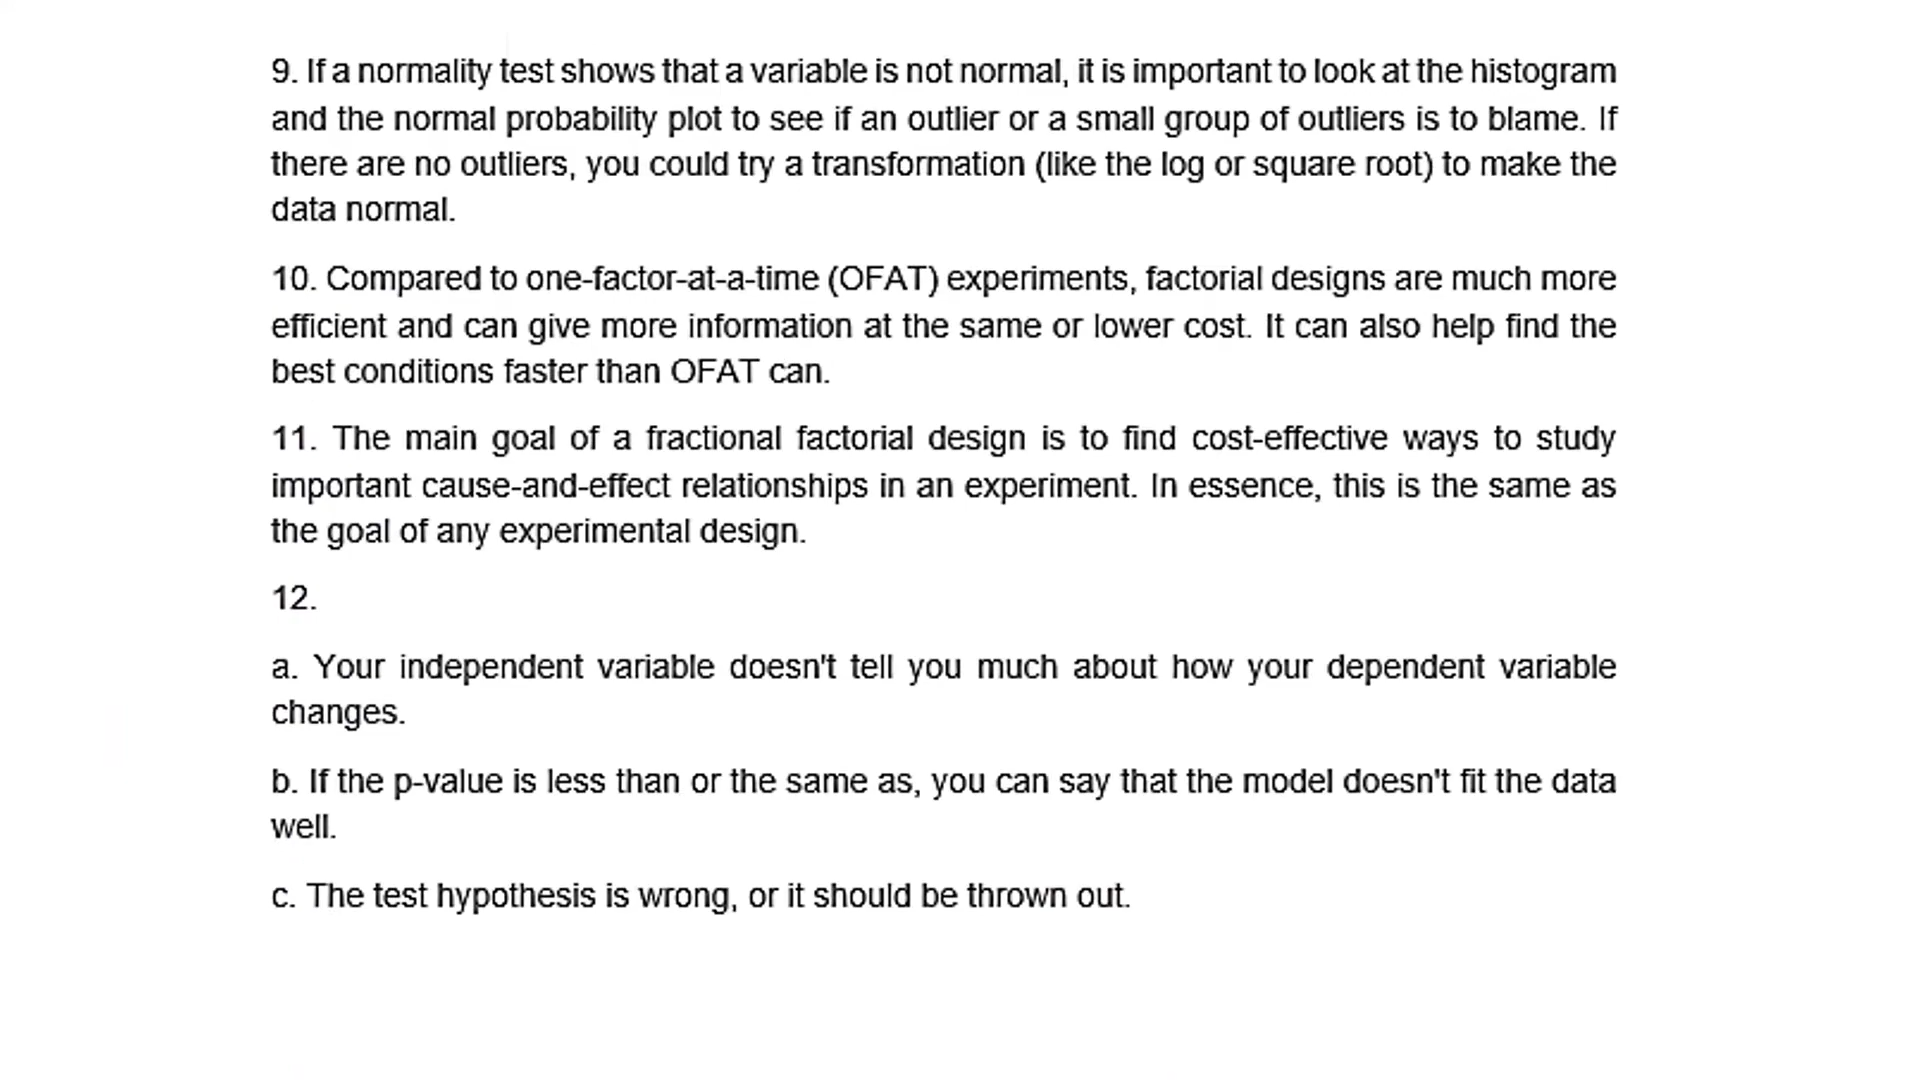 9. If a normality test shows that a variable is not normal, it is important to look at the histogram
and the normal probability plot to see if an outlier or a small group of outliers is to blame. If
there are no outliers, you could try a transformation (like the log or square root) to make the
data normal.
10. Compared to one-factor-at-a-time (OFAT) experiments, factorial designs are much more
efficient and can give more information at the same or lower cost. It can also help find the
best conditions faster than OFAT can.
11. The main goal of a fractional factorial design is to find cost-effective ways to study
important cause-and-effect relationships in an experiment. In essence, this is the same as
the goal of any experimental design.
12.
a. Your independent variable doesn't tell you much about how your dependent variable
changes.
b. If the p-value is less than or the same as, you can say that the model doesn't fit the data
well.
c. The test hypothesis is wrong, or it should be thrown out.